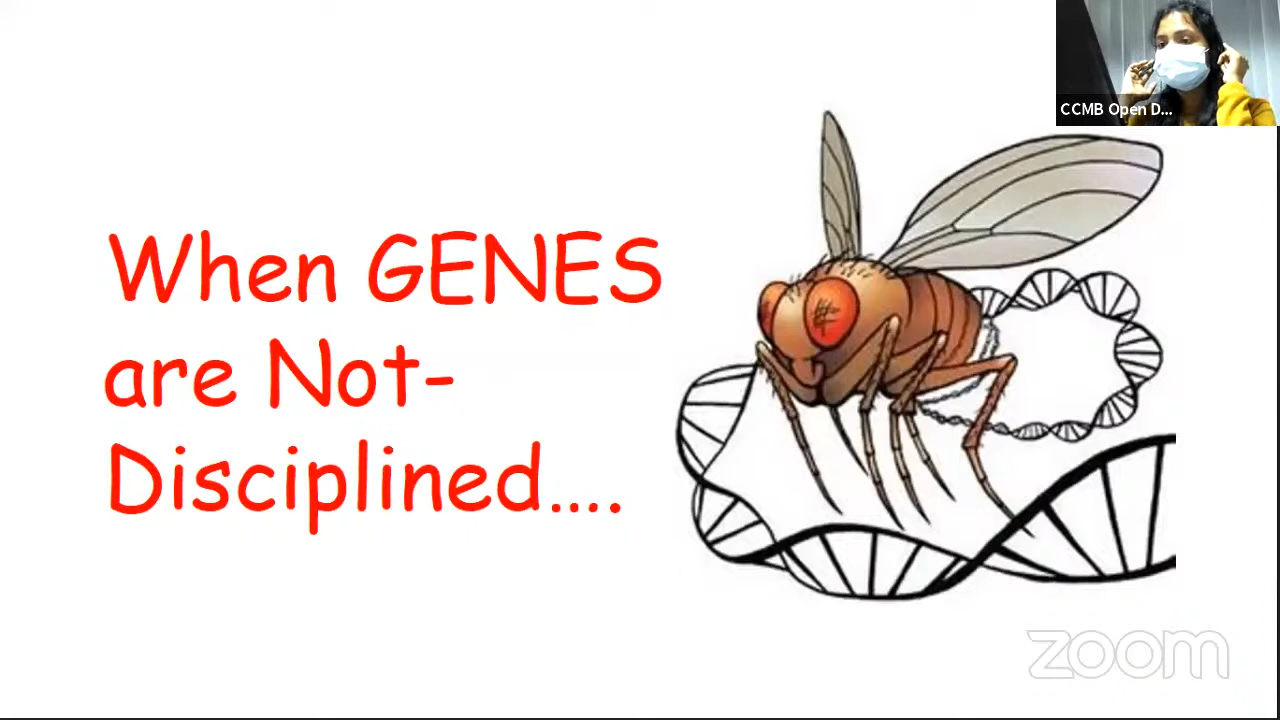 CCMB Open D...
When GENES
are Not-
Disciplined....
zoom